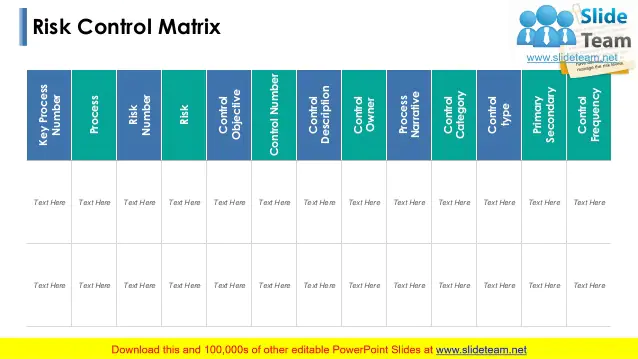 Risk Control Matrix
Slide
Team
www.slideteam.net
manage the risk
Key Process
Number
Process
Risk
Number
Risk
Control
Objective
Control Number
Control
Description
Control
Owner
Process
Narrative
Control
Category
Control
type
Primary
Secondary
Control
Frequency
Text Here Text Here Text Here Text Here Text Here Text Here Text Here Text Here Text Here Text Here Text Here Text Here Text Here
Text Here Text Here Text Here Text Here Text Here Text Here Text Here Text Here Text Here Text Here Text Here Text Here Text Here
Download this and 100,000s of other editable PowerPoint Slides at www.slideteam.net